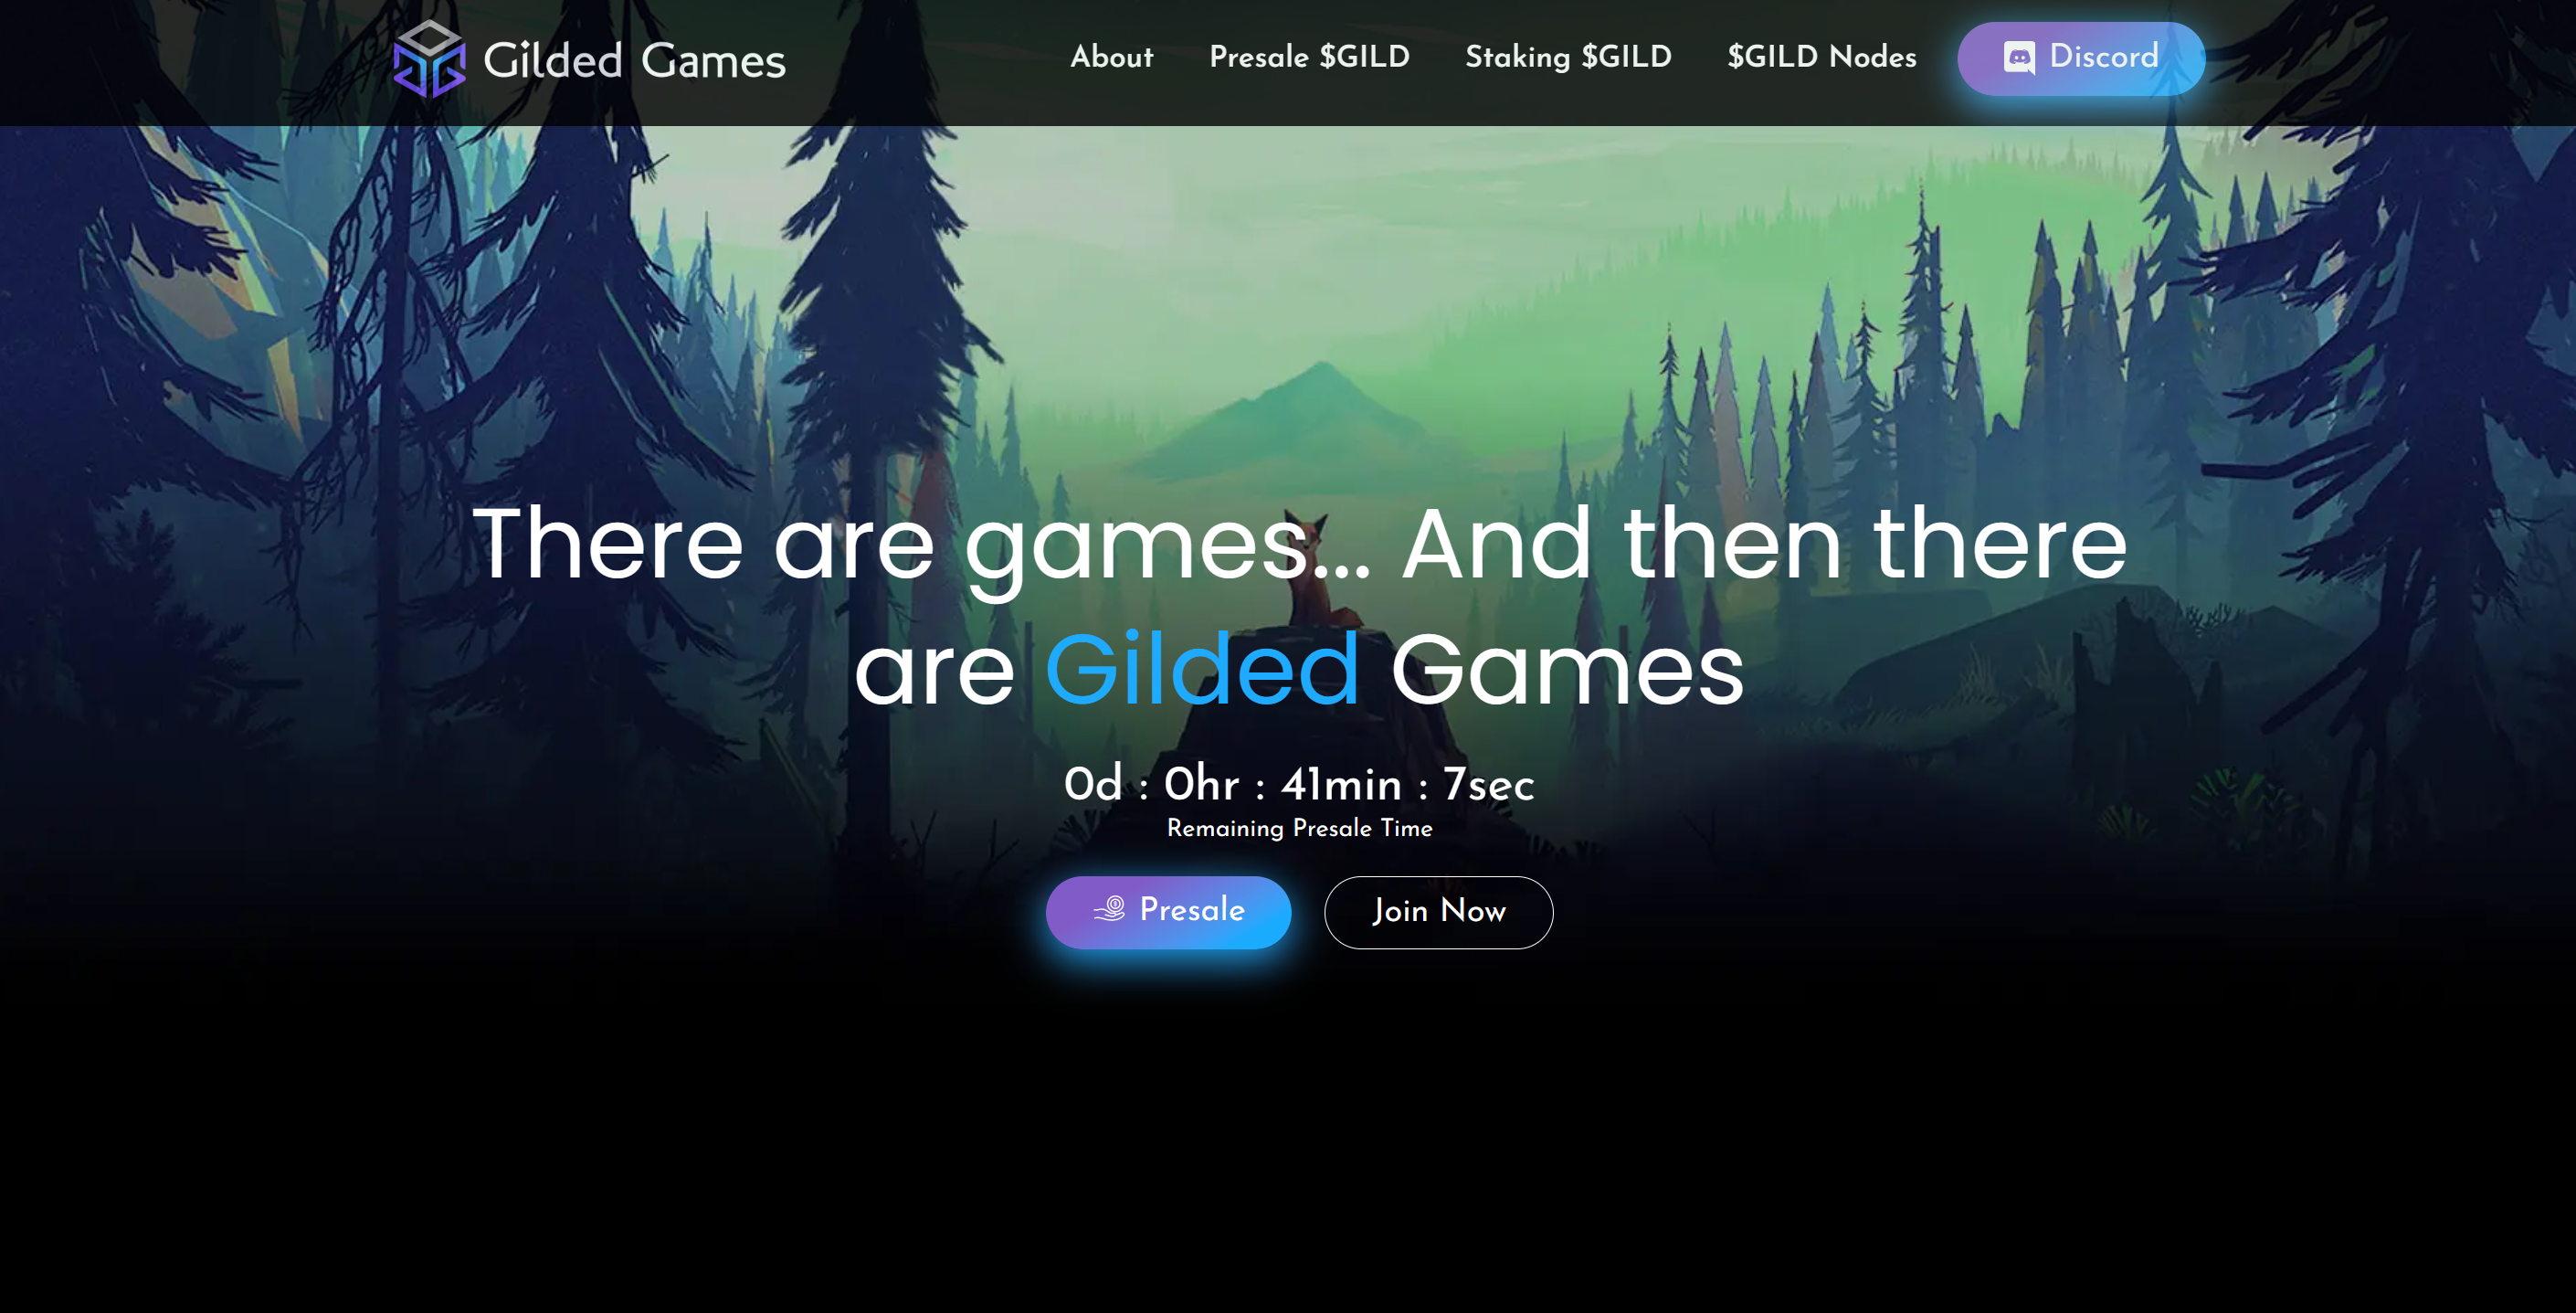 Gilded Games
About
Presale $GILD
Staking $GILD
$GILD Nodes
Discord
There are games... And then there
are Gilded Games
0d : 0hr : 41min : 7sec
Remaining Presale Time
Presale
Join Now